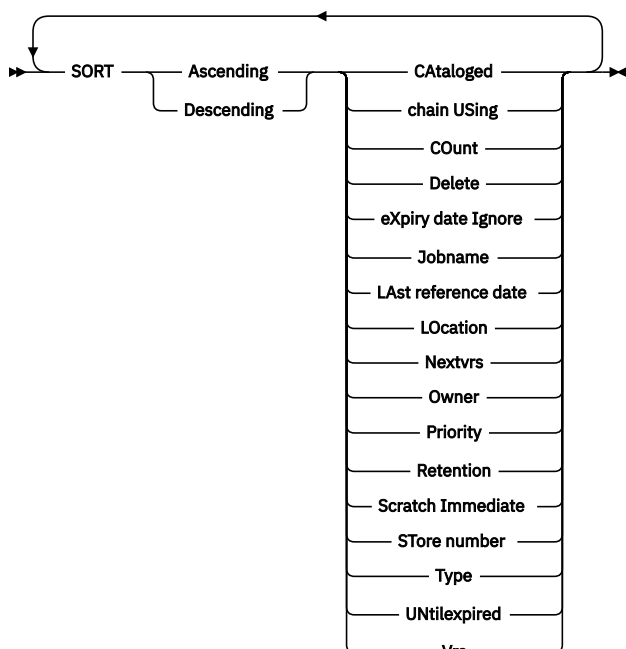 SORT Ascending CAtaloged
Descending chain USing
COunt
Delete
eXpiry date Ignore
Jobname
LAst reference date
LOcation
Nextvrs
Owner
Priority
Retention
Scratch Immediate
STore number
Type
UNtilexpired